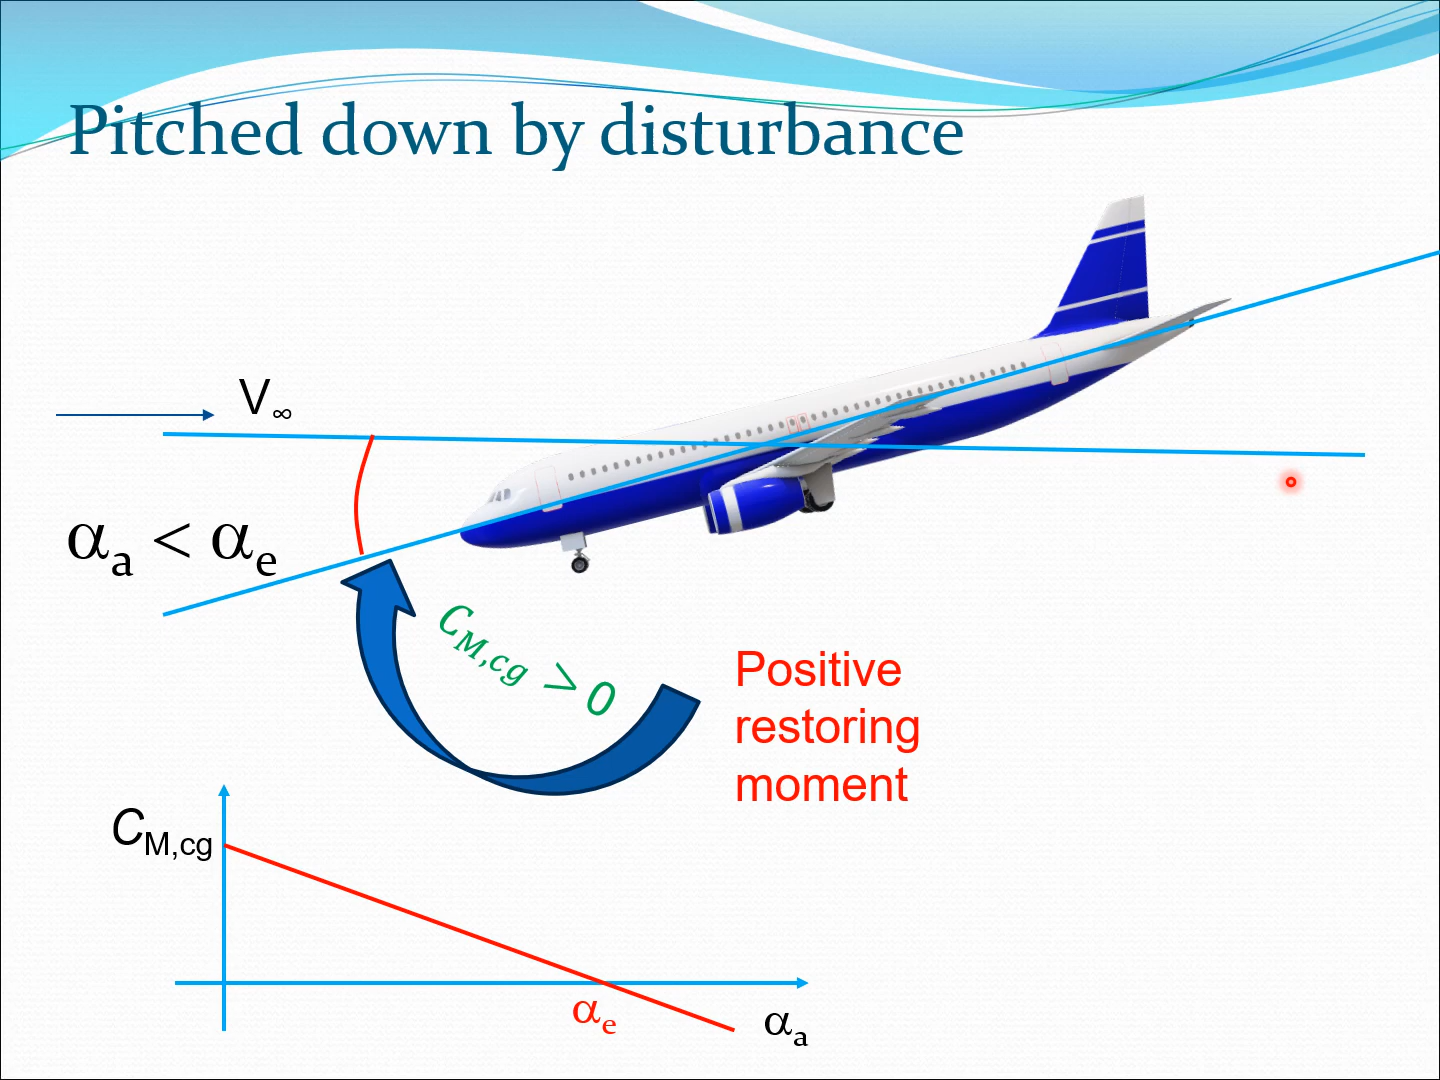 Pitched down by disturbance
V∞
αa < αe
CM,cg > 0
Positive
restoring
moment
CM,cg
αe
αa